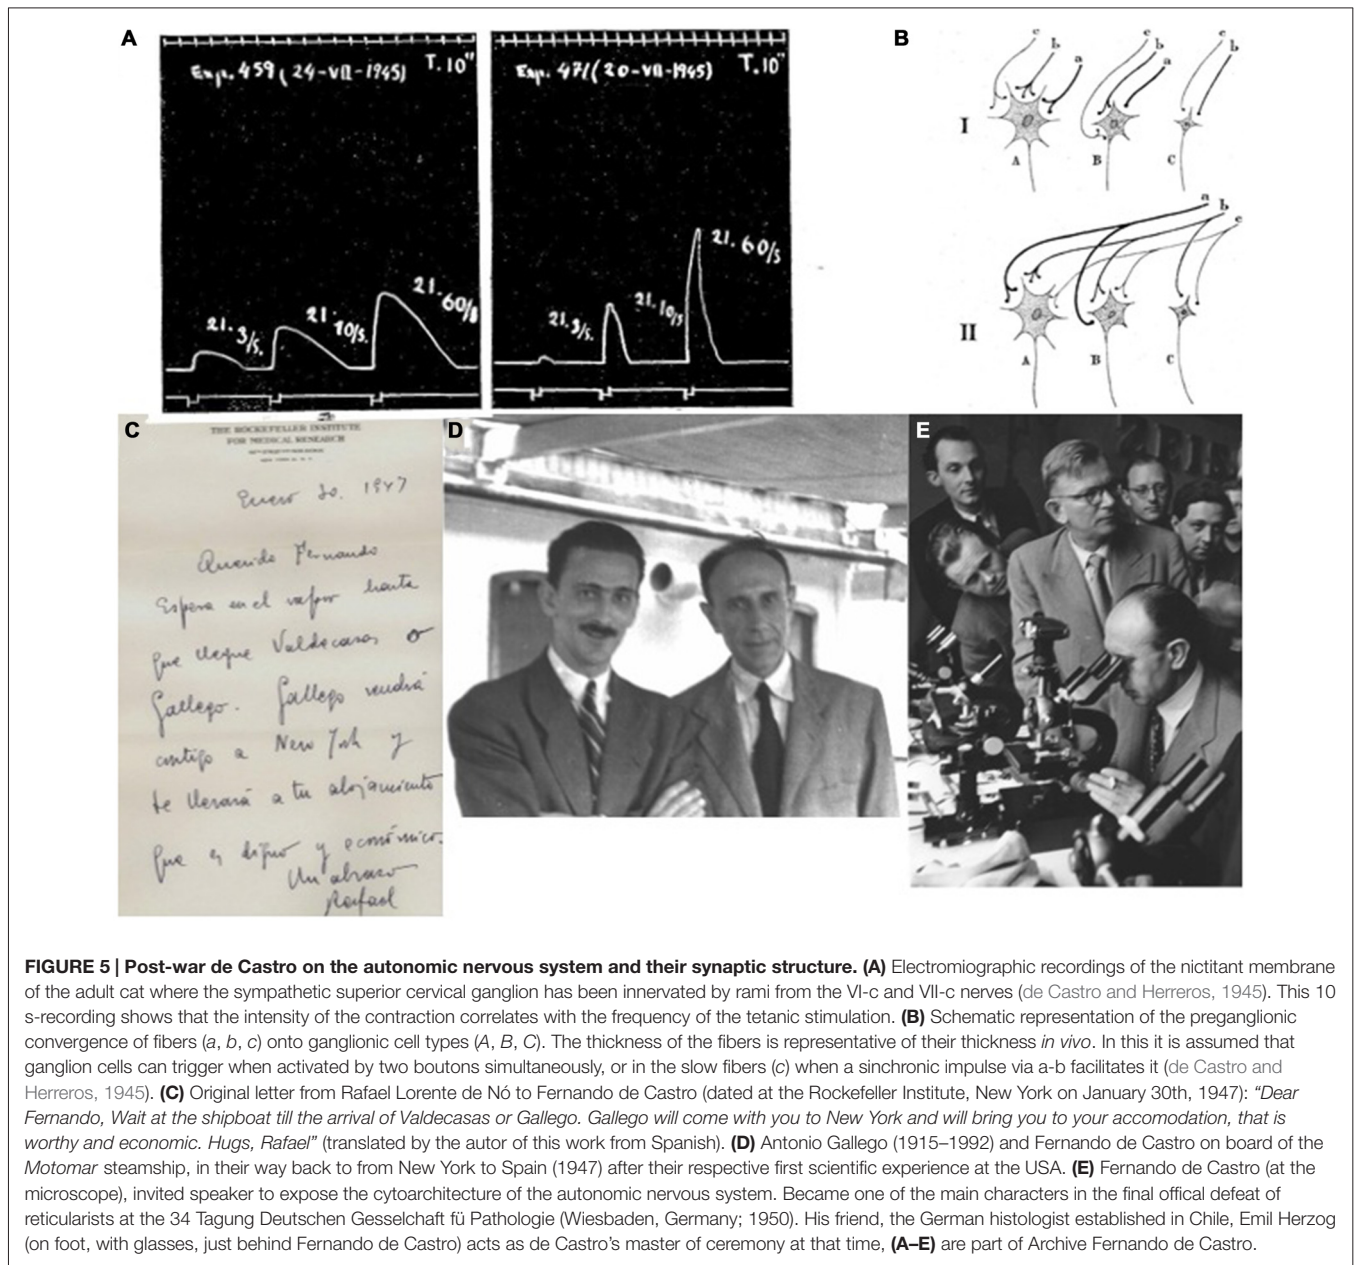 A
Exp. 459 (24-VII-1945) T. 10"
21. 3/s.
21. 10/s.
21. 60/s
Exp. 471 (20-VII-1945) T. 10"
21. 3/s.
21. 10/s
21. 60/s
B
c
b
a
c
b
a
c
b
I
A
B
C
a
b
c
II
A
B
C
C
THE ROCKEFELLER INSTITUTE
FOR MEDICAL RESEARCH
Enero 30. 1947
Querido Fernando
Espera en el vapor hasta
que llegue Valdecasas o
Gallego. Gallego vendrá
contigo a New York y
te llevará a tu alojamiento
que es digno y económico.
Un abrazo
Rafael
D
E
FIGURE 5 | Post-war de Castro on the autonomic nervous system and their synaptic structure. (A) Electromiographic recordings of the nictitant membrane
of the adult cat where the sympathetic superior cervical ganglion has been innervated by rami from the VI-c and VII-c nerves (de Castro and Herreros, 1945). This 10
s-recording shows that the intensity of the contraction correlates with the frequency of the tetanic stimulation. (B) Schematic representation of the preganglionic
convergence of fibers (a, b, c) onto ganglionic cell types (A, B, C). The thickness of the fibers is representative of their thickness in vivo. In this it is assumed that
ganglion cells can trigger when activated by two boutons simultaneously, or in the slow fibers (c) when a sinchronic impulse via a-b facilitates it (de Castro and
Herreros, 1945). (C) Original letter from Rafael Lorente de Nó to Fernando de Castro (dated at the Rockefeller Institute, New York on January 30th, 1947): “Dear
Fernando, Wait at the shipboat till the arrival of Valdecasas or Gallego. Gallego will come with you to New York and will bring you to your accomodation, that is
worthy and economic. Hugs, Rafael” (translated by the autor of this work from Spanish). (D) Antonio Gallego (1915–1992) and Fernando de Castro on board of the
Motomar steamship, in their way back to from New York to Spain (1947) after their respective first scientific experience at the USA. (E) Fernando de Castro (at the
microscope), invited speaker to expose the cytoarchitecture of the autonomic nervous system. Became one of the main characters in the final offical defeat of
reticularists at the 34 Tagung Deutschen Gesselchaft fü Pathologie (Wiesbaden, Germany; 1950). His friend, the German histologist established in Chile, Emil Herzog
(on foot, with glasses, just behind Fernando de Castro) acts as de Castro’s master of ceremony at that time, (A–E) are part of Archive Fernando de Castro.